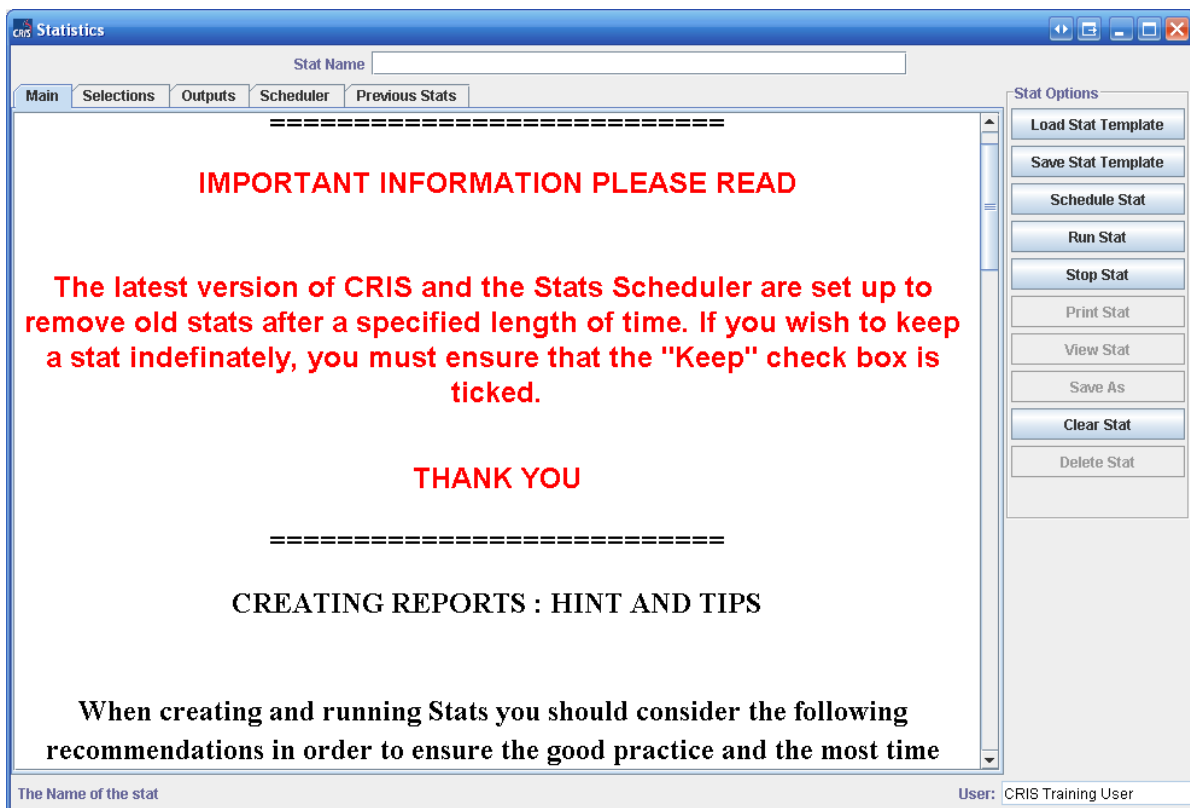 CRIS Statistics
Stat Name
Main Selections Outputs Scheduler Previous Stats
===========================
IMPORTANT INFORMATION PLEASE READ
The latest version of CRIS and the Stats Scheduler are set up to
remove old stats after a specified length of time. If you wish to keep
a stat indefinately, you must ensure that the "Keep" check box is
ticked.
THANK YOU
===========================
CREATING REPORTS : HINT AND TIPS
When creating and running Stats you should consider the following
recommendations in order to ensure the good practice and the most time
Stat Options
Load Stat Template
Save Stat Template
Schedule Stat
Run Stat
Stop Stat
Print Stat
View Stat
Save As
Clear Stat
Delete Stat
The Name of the stat
User: CRIS Training User